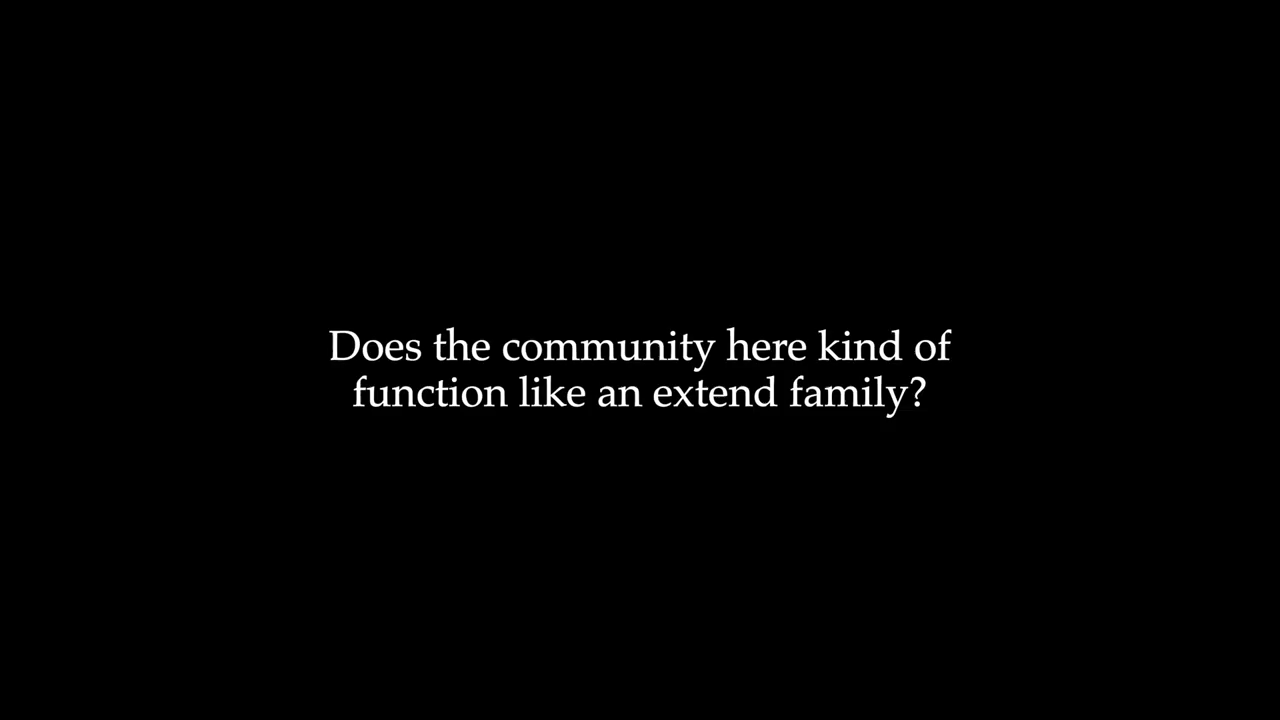 Does the community here kind of
function like an extend family?